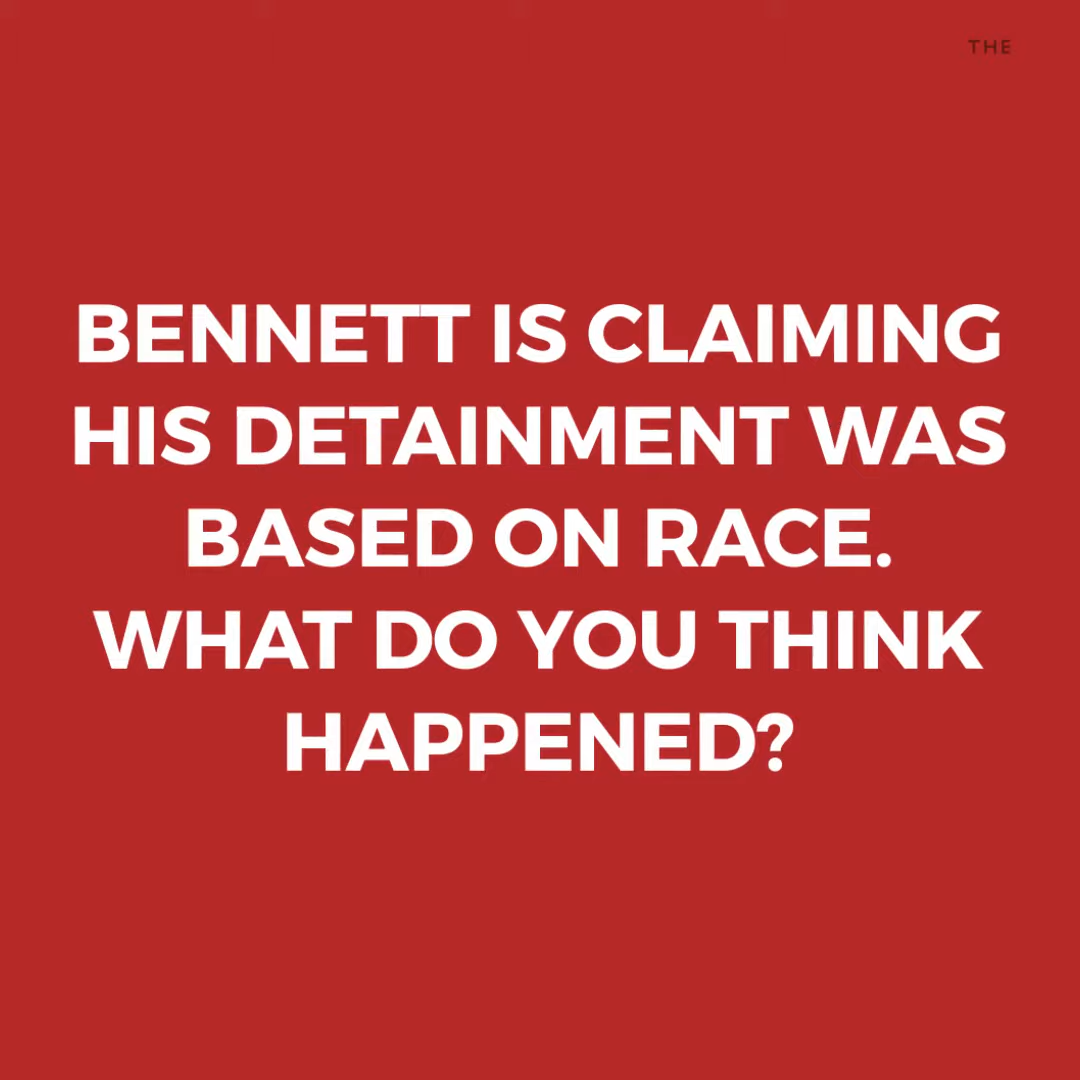 THE
BENNETT IS CLAIMING
HIS DETAINMENT WAS
BASED ON RACE.
WHAT DO YOU THINK
HAPPENED?